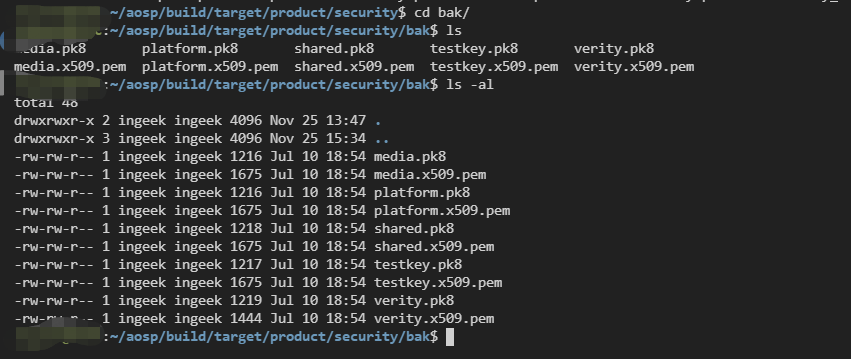 :~/aosp/build/target/product/security$ cd bak/
:~/aosp/build/target/product/security/bak$ ls
media.pk8 platform.pk8 shared.pk8 testkey.pk8 verity.pk8
media.x509.pem platform.x509.pem shared.x509.pem testkey.x509.pem verity.x509.pem
:~/aosp/build/target/product/security/bak$ ls -al
total 48
drwxrwxr-x 2 ingeek ingeek 4096 Nov 25 13:47 .
drwxrwxr-x 3 ingeek ingeek 4096 Nov 25 15:34 ..
-rw-rw-r-- 1 ingeek ingeek 1216 Jul 10 18:54 media.pk8
-rw-rw-r-- 1 ingeek ingeek 1675 Jul 10 18:54 media.x509.pem
-rw-rw-r-- 1 ingeek ingeek 1216 Jul 10 18:54 platform.pk8
-rw-rw-r-- 1 ingeek ingeek 1675 Jul 10 18:54 platform.x509.pem
-rw-rw-r-- 1 ingeek ingeek 1218 Jul 10 18:54 shared.pk8
-rw-rw-r-- 1 ingeek ingeek 1675 Jul 10 18:54 shared.x509.pem
-rw-rw-r-- 1 ingeek ingeek 1217 Jul 10 18:54 testkey.pk8
-rw-rw-r-- 1 ingeek ingeek 1675 Jul 10 18:54 testkey.x509.pem
-rw-rw-r-- 1 ingeek ingeek 1219 Jul 10 18:54 verity.pk8
-rw-rw-r-- 1 ingeek ingeek 1444 Jul 10 18:54 verity.x509.pem
:~/aosp/build/target/product/security/bak$